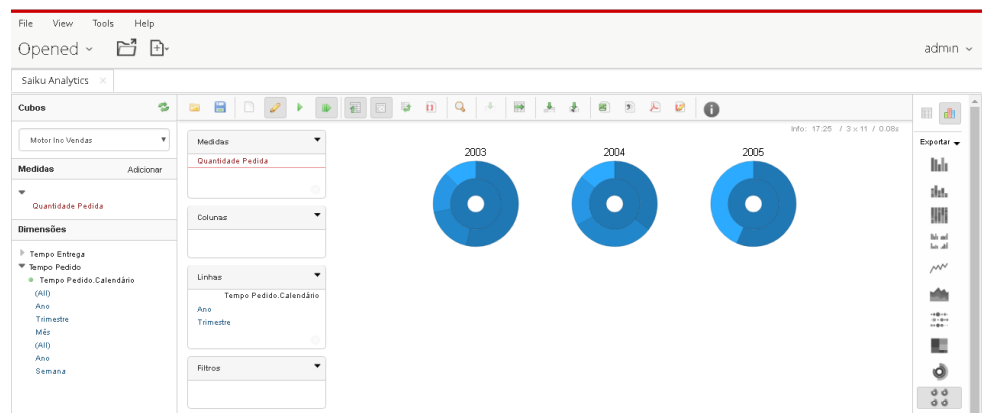 File View Tools Help
Opened
admin
Saiku Analytics ×
Cubos
Motor Inc Vendas
Medidas Adicionar
Quantidade Pedida
Dimensões
Tempo Entrega
Tempo Pedido
Tempo Pedido.Calendário
(All)
Ano
Trimestre
Mês
(All)
Ano
Semana
Medidas
Quantidade Pedida
Colunas
Linhas
Tempo Pedido.Calendário
Ano
Trimestre
Filtros
Info: 17:25 / 3 x 11 / 0.08s
2003 2004 2005
Exportar